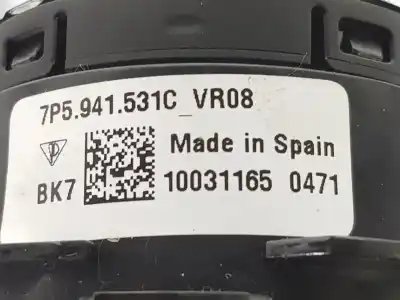 7P5.941.531C_VR08
Made in Spain
BK7
10031165 0471